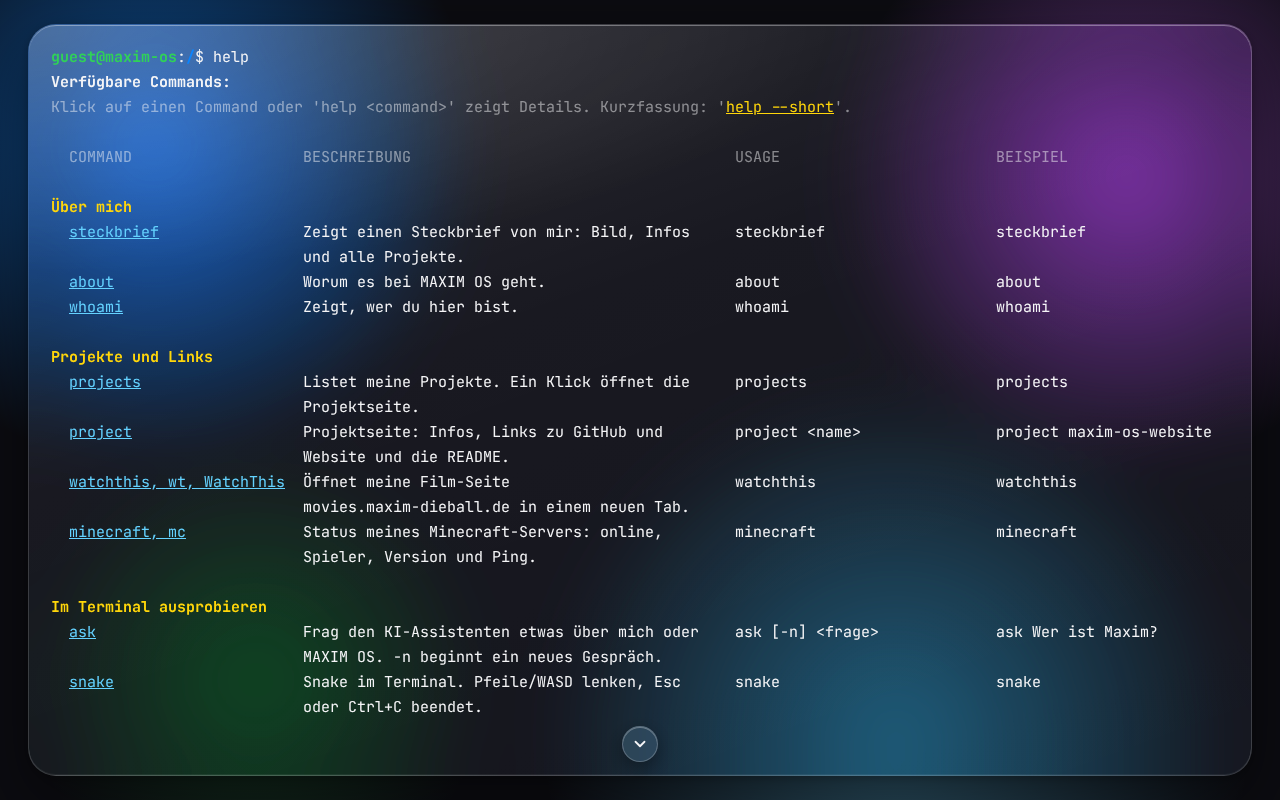 guest@maxim-os:/$ help
Verfügbare Commands:
Klick auf einen Command oder 'help <command>' zeigt Details. Kurzfassung: 'help --short'.
COMMAND BESCHREIBUNG USAGE BEISPIEL
Über mich
steckbrief Zeigt einen Steckbrief von mir: Bild, Infos steckbrief steckbrief
und alle Projekte.
about Worum es bei MAXIM OS geht. about about
whoami Zeigt, wer du hier bist. whoami whoami
Projekte und Links
projects Listet meine Projekte. Ein Klick öffnet die projects projects
Projektseite.
project Projektseite: Infos, Links zu GitHub und project <name> project maxim-os-website
Website und die README.
watchthis, wt, WatchThis Öffnet meine Film-Seite watchthis watchthis
movies.maxim-dieball.de in einem neuen Tab.
minecraft, mc Status meines Minecraft-Servers: online, minecraft minecraft
Spieler, Version und Ping.
Im Terminal ausprobieren
ask Frag den KI-Assistenten etwas über mich oder ask [-n] <frage> ask Wer ist Maxim?
MAXIM OS. -n beginnt ein neues Gespräch.
snake Snake im Terminal. Pfeile/WASD lenken, Esc snake snake
oder Ctrl+C beendet.